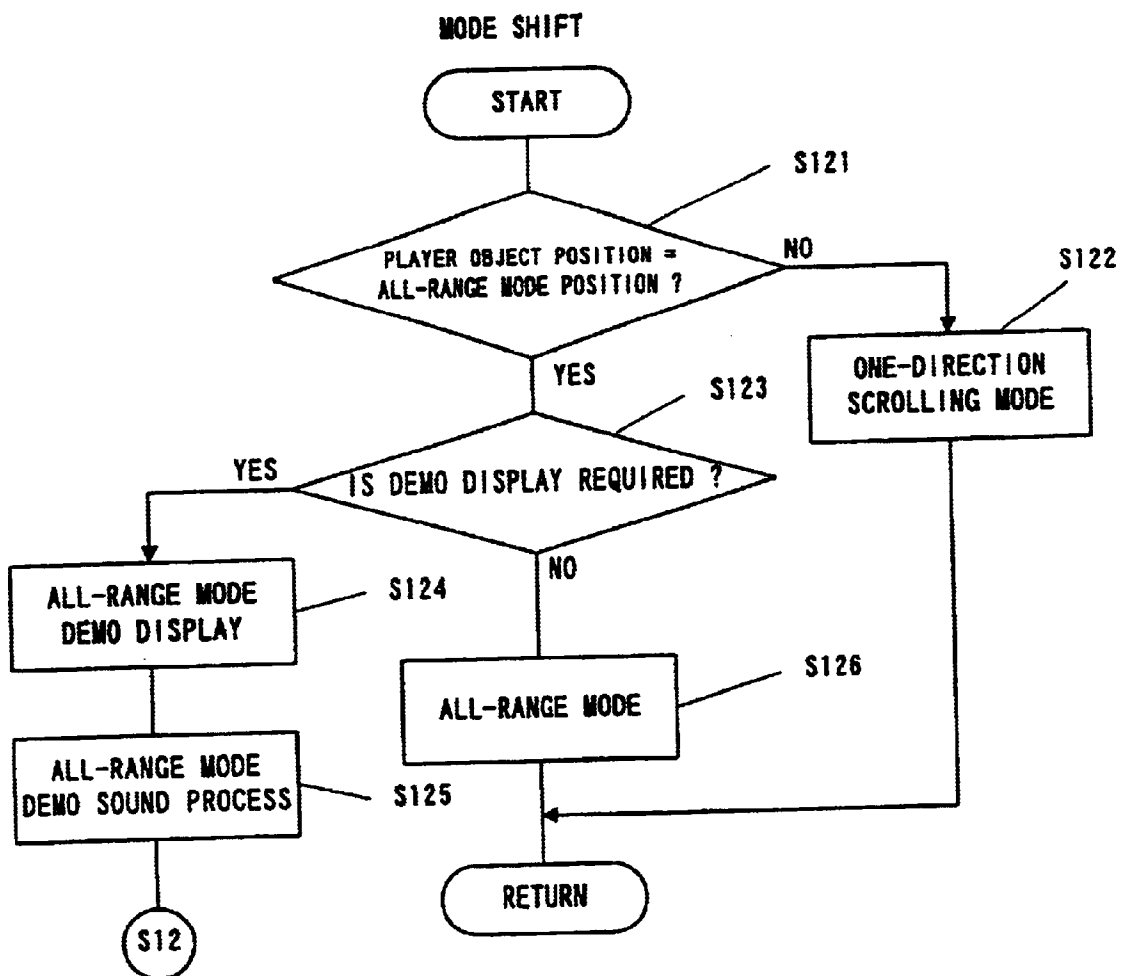 MODE SHIFT
START
S121
PLAYER OBJECT POSITION =
ALL-RANGE MODE POSITION ?
NO
S122
ONE-DIRECTION
SCROLLING MODE
YES
S123
YES
IS DEMO DISPLAY REQUIRED ?
NO
ALL-RANGE MODE
DEMO DISPLAY
S124
ALL-RANGE MODE
S126
ALL-RANGE MODE
DEMO SOUND PROCESS
S125
RETURN
S12